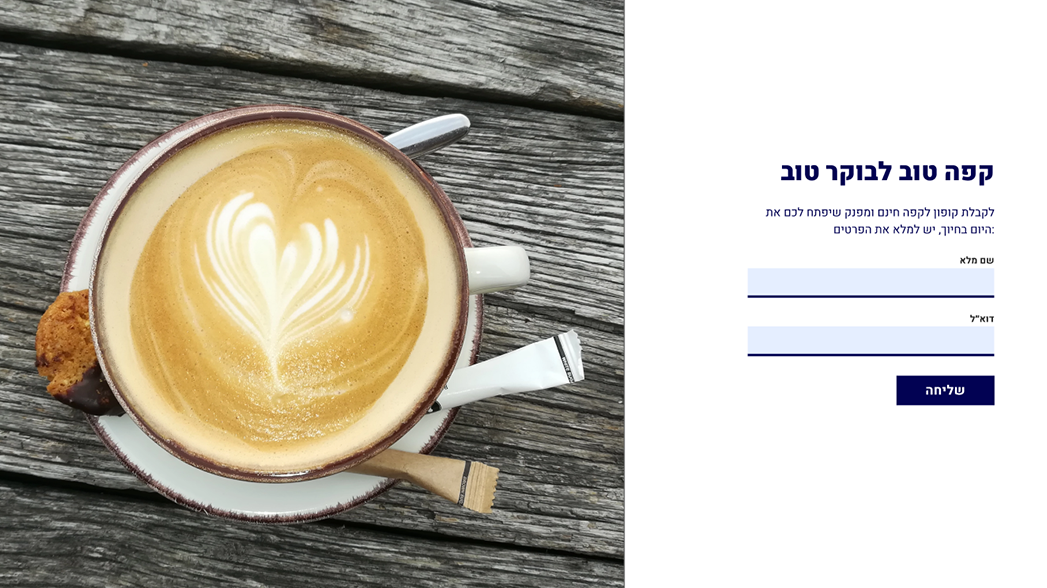 קפה טוב לבוקר טוב
לקבלת קופון לקפה חינם ומפנק שיפתח לכם את
היום בחיוך, יש למלא את הפרטים:
שם מלא
דוא״ל
שליחה